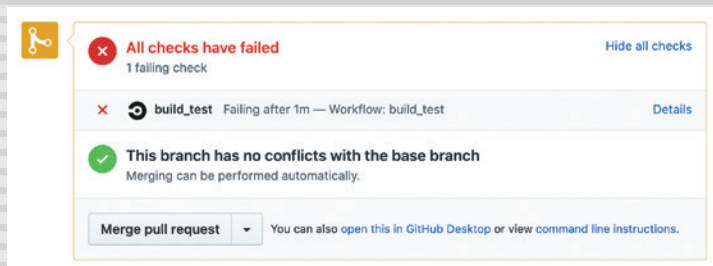 All checks have failed
Hide all checks
1 failing check
build_test Failing after 1m — Workflow: build_test
Details
This branch has no conflicts with the base branch
Merging can be performed automatically.
Merge pull request
You can also open this in GitHub Desktop or view command line instructions.